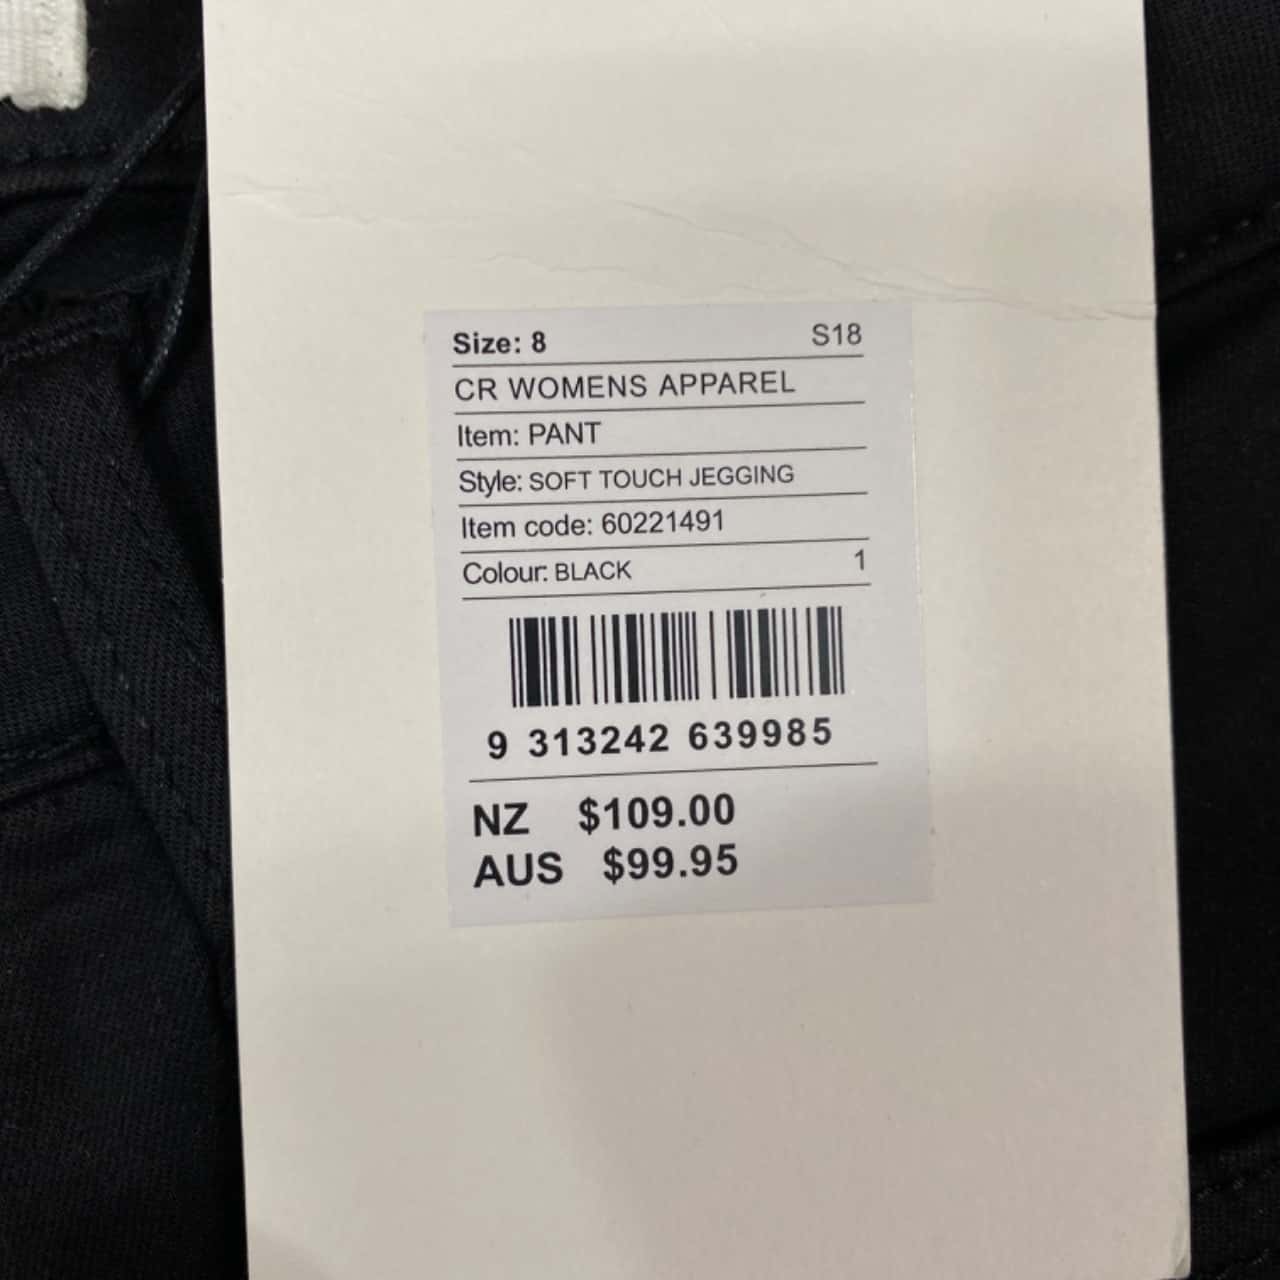 Size: 8 S18
CR WOMENS APPAREL
Item: PANT
Style: SOFT TOUCH JEGGING
Item code: 60221491
Colour: BLACK 1
9 313242 639985
NZ $109.00
AUS $99.95